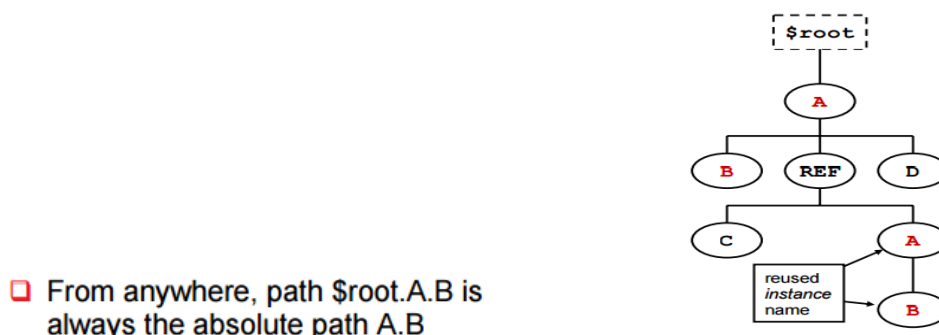 $root
A
B REF D
C A
reused
instance
name
B
From anywhere, path $root.A.B is
always the absolute path A.B